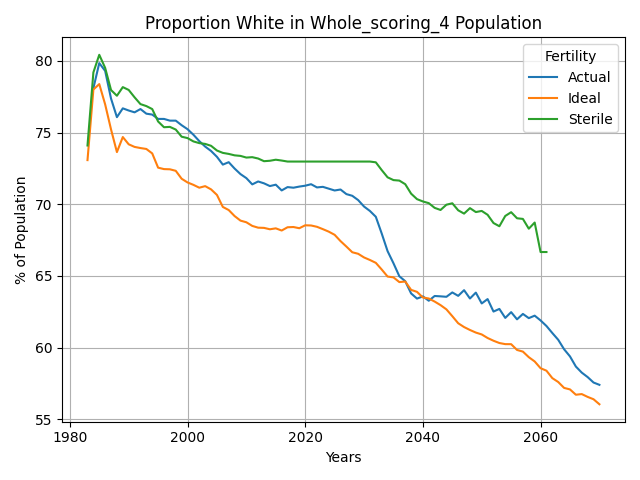 Proportion White in Whole_scoring_4 Population
Fertility
Actual
Ideal
Sterile
% of Population
80
75
70
65
60
55
1980
2000
2020
2040
2060
Years